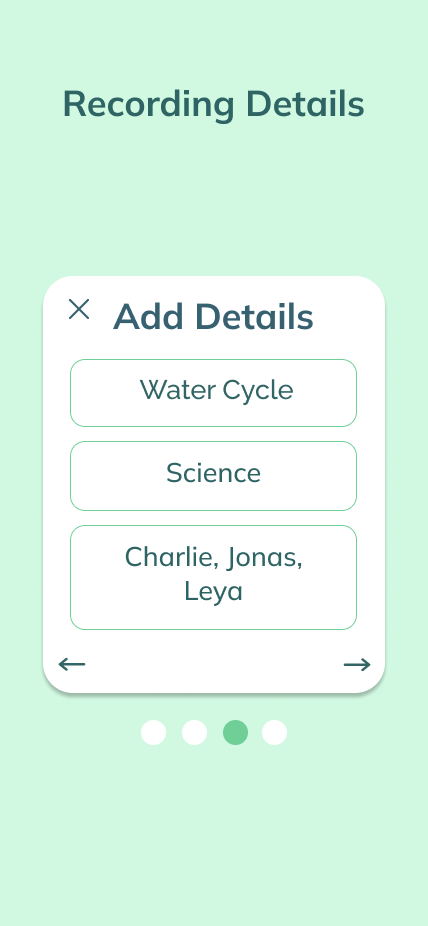 Recording Details
Add Details
Water Cycle
Science
Charlie, Jonas,
Leya